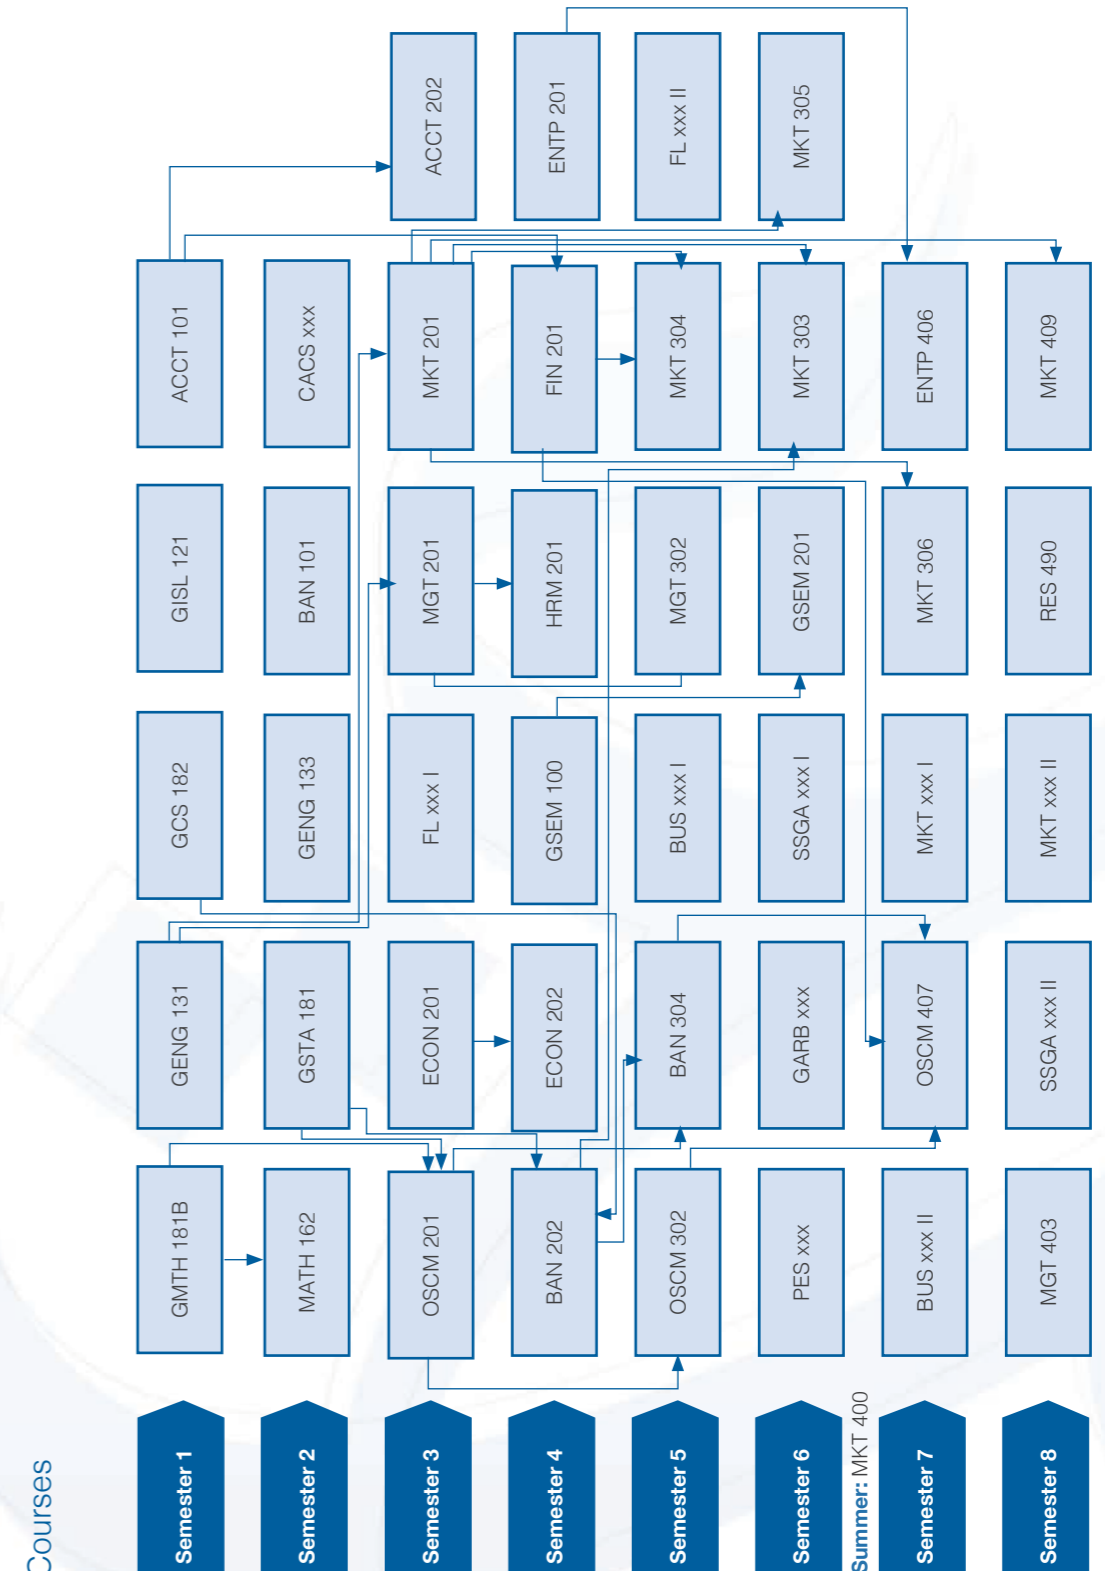 Courses
Semester 1
GMTH 181B
GENG 131
GCS 182
GISL 121
ACCT 101
Semester 2
MATH 162
GSTA 181
GENG 133
BAN 101
CACS xxx
Semester 3
OSCM 201
ECON 201
FL xxx I
MGT 201
MKT 201
ACCT 202
Semester 4
BAN 202
ECON 202
GSEM 100
HRM 201
FIN 201
ENTP 201
Semester 5
OSCM 302
BAN 304
BUS xxx I
MGT 302
MKT 304
FL xxx II
Semester 6
PES xxx
GARB xxx
SSGA xxx I
GSEM 201
MKT 303
MKT 305
Summer: MKT 400
Semester 7
BUS xxx II
OSCM 407
MKT xxx I
MKT 306
ENTP 406
Semester 8
MGT 403
SSGA xxx II
MKT xxx II
RES 490
MKT 409